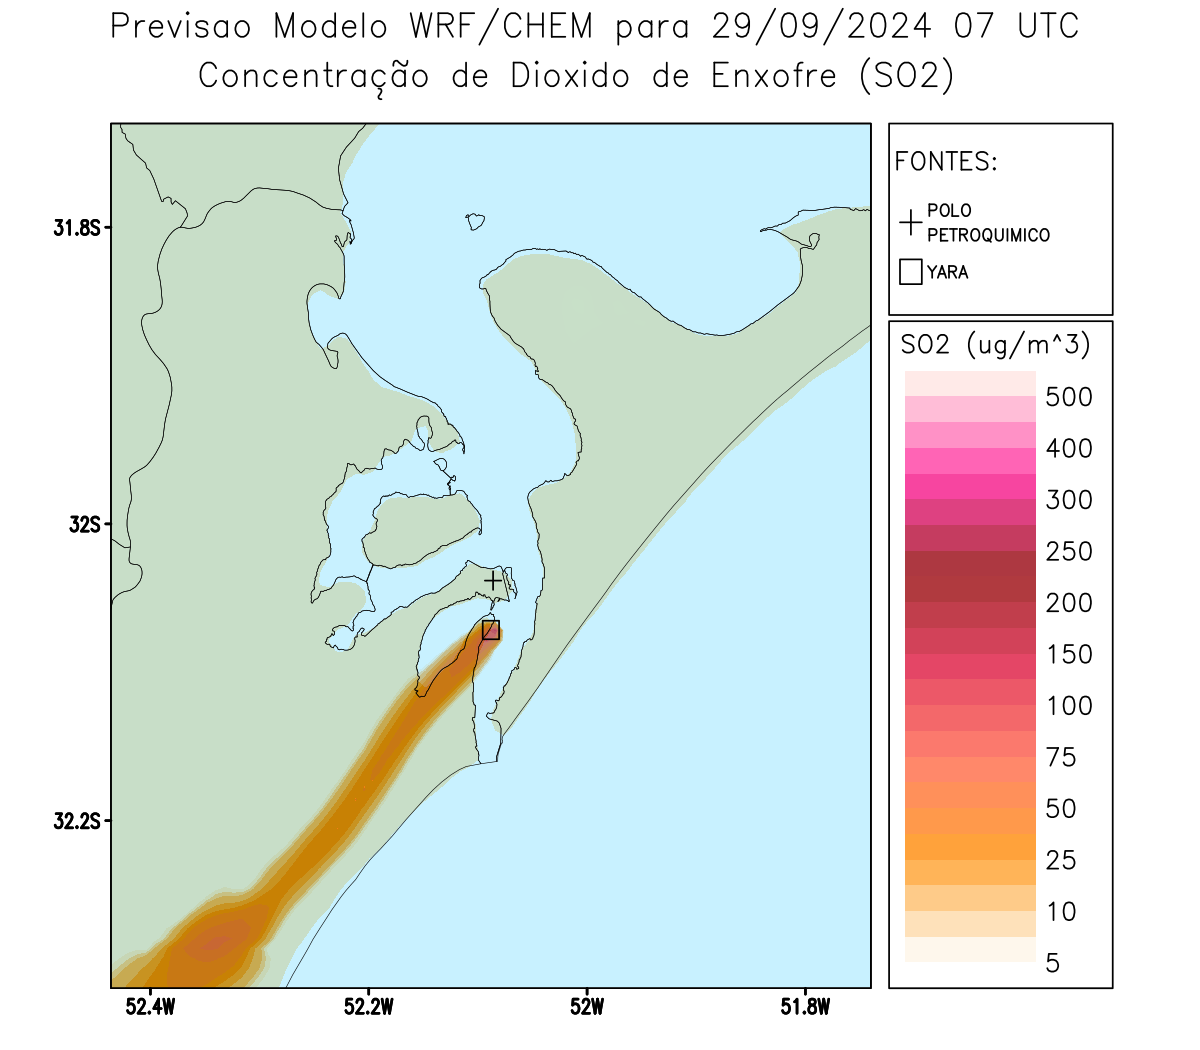 Previsao Modelo WRF/CHEM para 29/09/2024 07 UTC
Concentração de Dioxido de Enxofre (SO2)
FONTES:
POLO
PETROQUIMICO
YARA
SO2 (ug/m^3)
500
400
300
250
200
150
100
75
50
25
10
5
31.8S
32S
32.2S
52.4W
52.2W
52W
51.8W